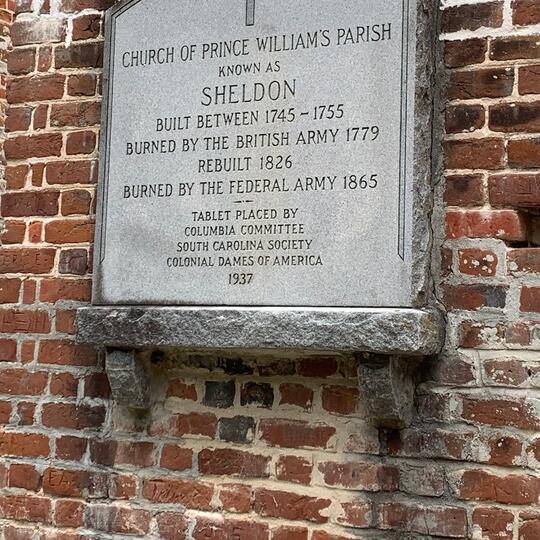 CHURCH OF PRINCE WILLIAM'S PARISH
KNOWN AS
SHELDON
BUILT BETWEEN 1745 - 1755
BURNED BY THE BRITISH ARMY 1779
REBUILT 1826
BURNED BY THE FEDERAL ARMY 1865
TABLET PLACED BY
COLUMBIA COMMITTEE
SOUTH CAROLINA SOCIETY
COLONIAL DAMES OF AMERICA
1937